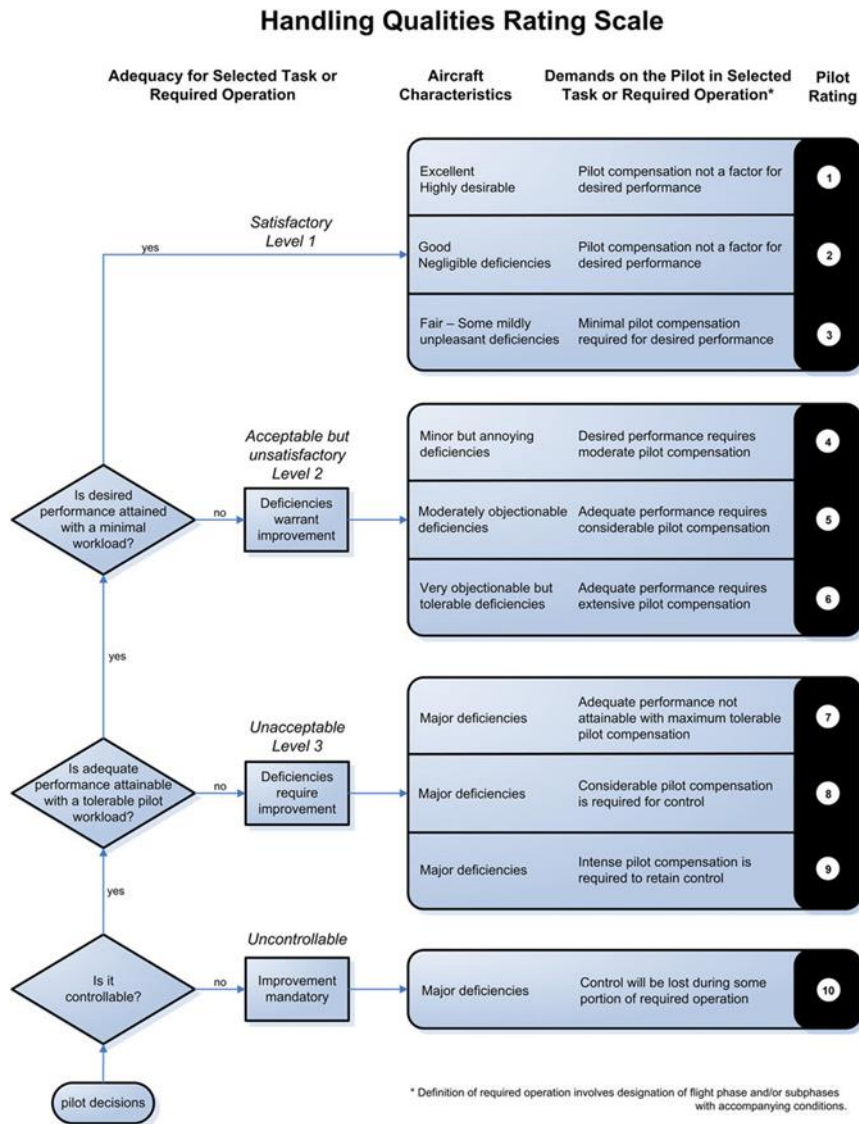 Handling Qualities Rating Scale
Adequacy for Selected Task or
Required Operation
Aircraft
Characteristics
Demands on the Pilot in Selected
Task or Required Operation*
Pilot
Rating
Excellent
Highly desirable
Pilot compensation not a factor for
desired performance
1
Satisfactory
Level 1
yes
Good
Negligible deficiencies
Pilot compensation not a factor for
desired performance
2
Fair – Some mildly
unpleasant deficiencies
Minimal pilot compensation
required for desired performance
3
Is desired
performance attained
with a minimal
workload?
no
Acceptable but
unsatisfactory
Level 2
Deficiencies
warrant
improvement
Minor but annoying
deficiencies
Desired performance requires
moderate pilot compensation
4
Moderately objectionable
deficiencies
Adequate performance requires
considerable pilot compensation
5
Very objectionable but
tolerable deficiencies
Adequate performance requires
extensive pilot compensation
6
yes
Is adequate
performance attainable
with a tolerable pilot
workload?
no
Unacceptable
Level 3
Deficiencies
require
improvement
Major deficiencies
Adequate performance not
attainable with maximum tolerable
pilot compensation
7
Major deficiencies
Considerable pilot compensation
is required for control
8
Major deficiencies
Intense pilot compensation is
required to retain control
9
yes
Is it
controllable?
no
Uncontrollable
Improvement
mandatory
Major deficiencies
Control will be lost during some
portion of required operation
10
pilot decisions
* Definition of required operation involves designation of flight phase and/or subphases
with accompanying conditions.